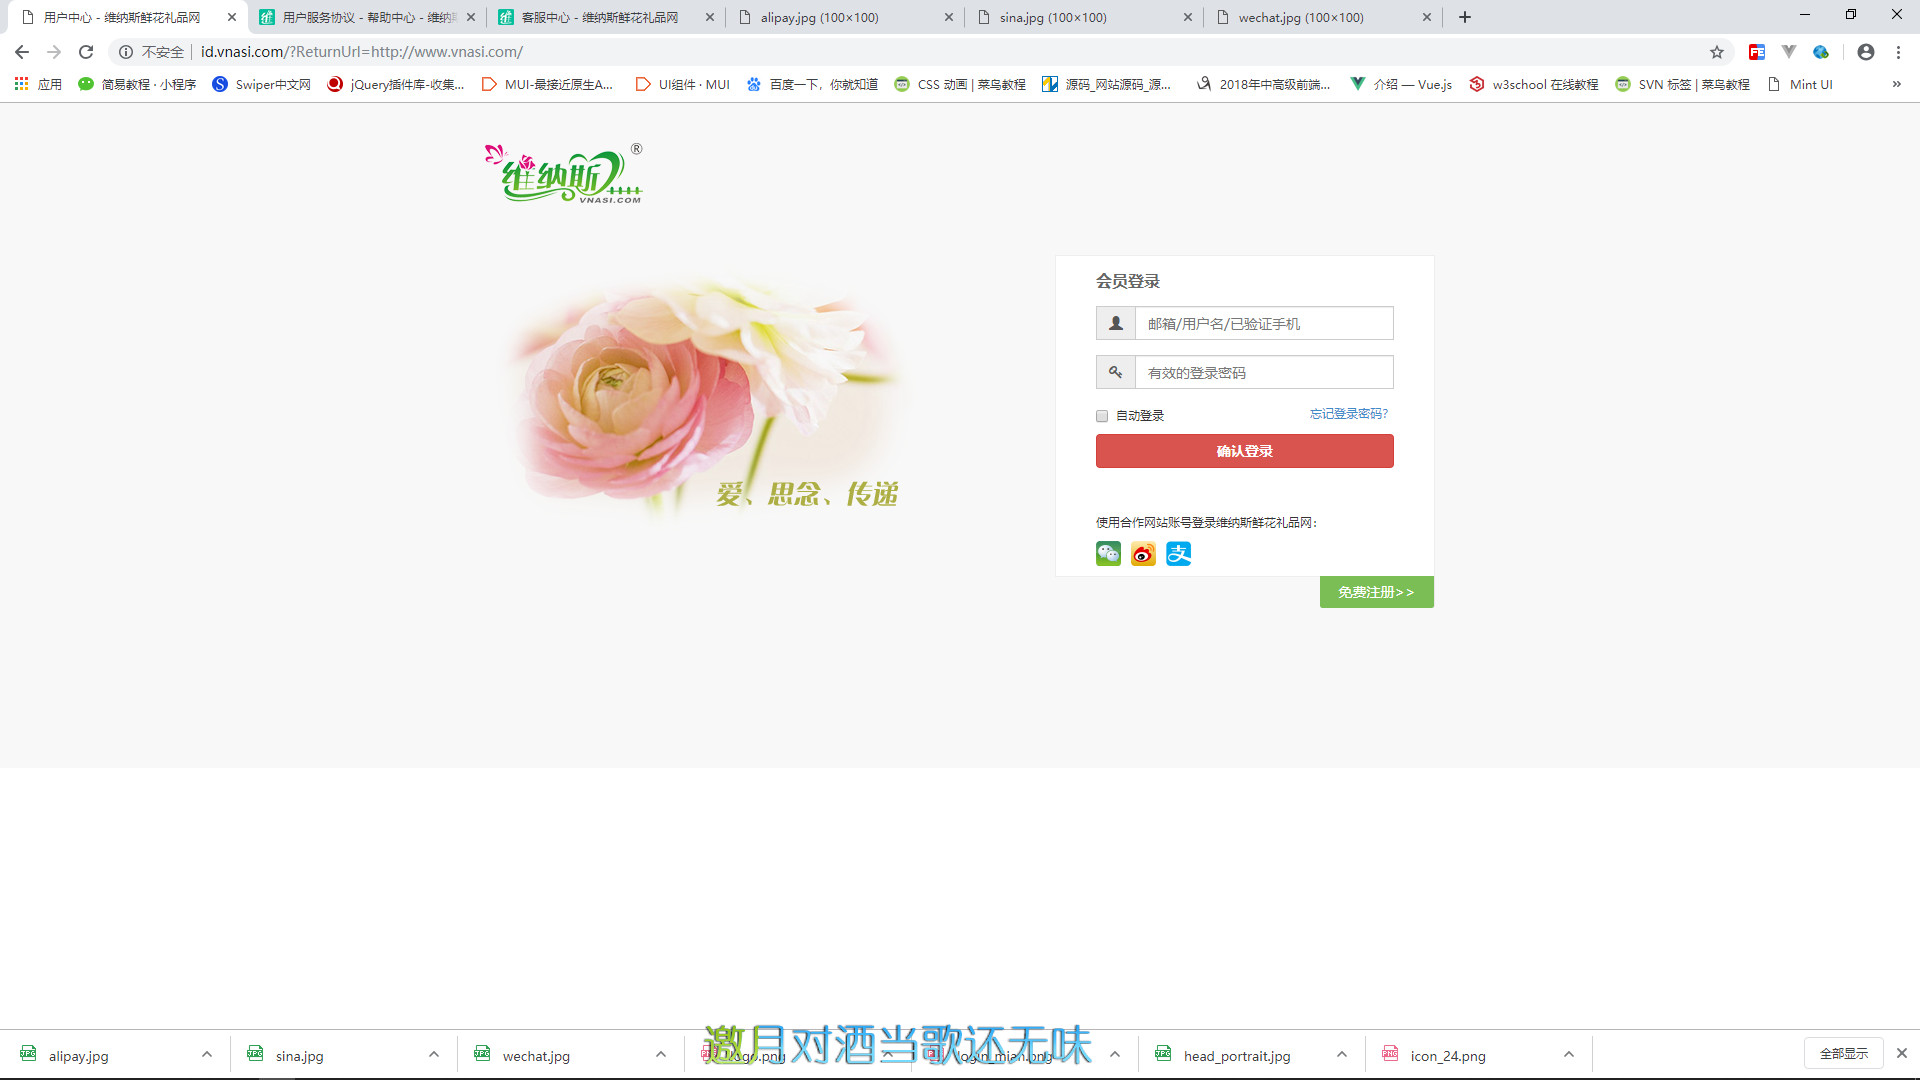 用户中心 - 维纳斯鲜花礼品网
用户服务协议 - 帮助中心 - 维纳斯
客服中心 - 维纳斯鲜花礼品网
alipay.jpg (100×100)
sina.jpg (100×100)
wechat.jpg (100×100)
不安全
id.vnasi.com/?ReturnUrl=http://www.vnasi.com/
应用
简易教程 · 小程序
Swiper中文网
jQuery插件库-收集...
MUI-最接近原生A...
UI组件 · MUI
百度一下，你就知道
CSS 动画 | 菜鸟教程
源码_网站源码_源...
2018年中高级前端...
介绍 — Vue.js
w3school 在线教程
SVN 标签 | 菜鸟教程
Mint UI
»
维纳斯®
VNASI.COM
爱、思念、传递
会员登录
邮箱/用户名/已验证手机
有效的登录密码
自动登录
忘记登录密码?
确认登录
使用合作网站账号登录维纳斯鲜花礼品网：
支
免费注册>>
邀月对酒当歌还无味
alipay.jpg
sina.jpg
wechat.jpg
logo.png
login_mian.png
head_portrait.jpg
icon_24.png
全部显示